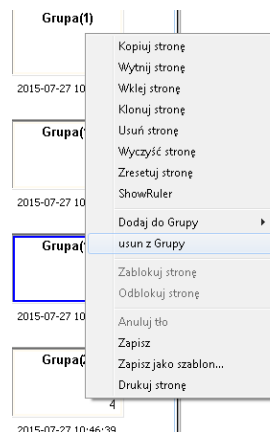 Grupa(1)
Kopiuj stronę
Wytnij stronę
2015-07-27 10
Wklej stronę
Klonuj stronę
Grupa(
Usuń stronę
Wyczyść stronę
Zresetuj stronę
2015-07-27 10
ShowRuler
Dodaj do Grupy
Grupa(
usun z Grupy
Zablokuj stronę
Odblokuj stronę
2015-07-27 10
Anuluj tło
Zapisz
Grupa(
Zapisz jako szablon...
Drukuj stronę
4
2015-07-27 10:46:39